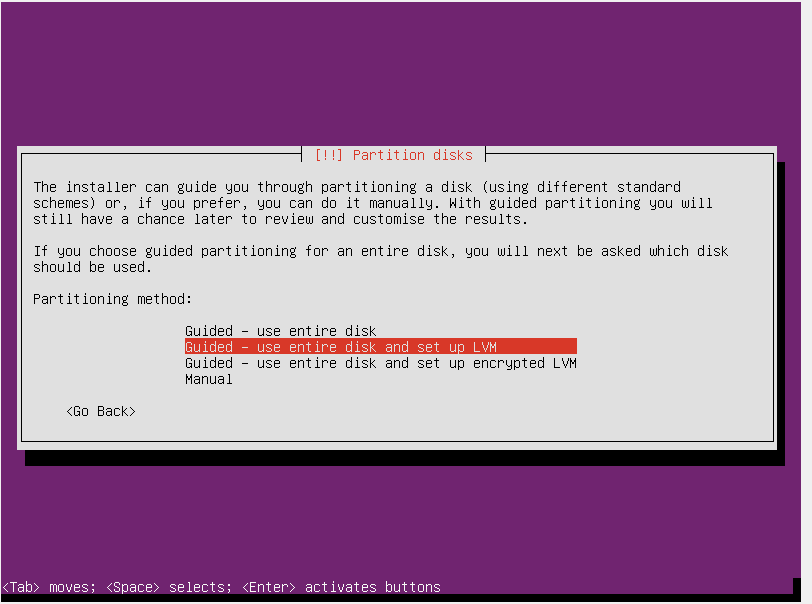 [!!] Partition disks
The installer can guide you through partitioning a disk (using different standard
schemes) or, if you prefer, you can do it manually. With guided partitioning you will
still have a chance later to review and customise the results.
If you choose guided partitioning for an entire disk, you will next be asked which disk
should be used.
Partitioning method:
Guided - use entire disk
Guided - use entire disk and set up LVM
Guided - use entire disk and set up encrypted LVM
Manual
<Go Back>
<Tab> moves; <Space> selects; <Enter> activates buttons